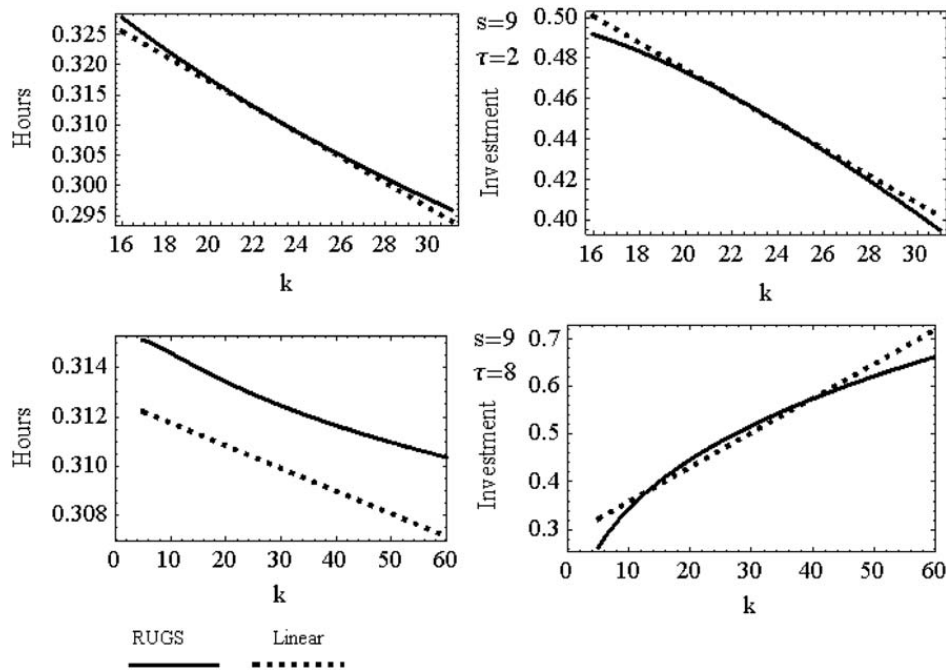 0.325
0.320
0.315
0.310
0.305
0.300
0.295
Hours
16 18 20 22 24 26 28 30
k
s=9
τ=2
0.50
0.48
0.46
0.44
0.42
0.40
Investment
16 18 20 22 24 26 28 30
k
0.314
0.312
0.310
0.308
Hours
0 10 20 30 40 50 60
k
s=9
τ=8
0.7
0.6
0.5
0.4
0.3
Investment
0 10 20 30 40 50 60
k
RUGS Linear